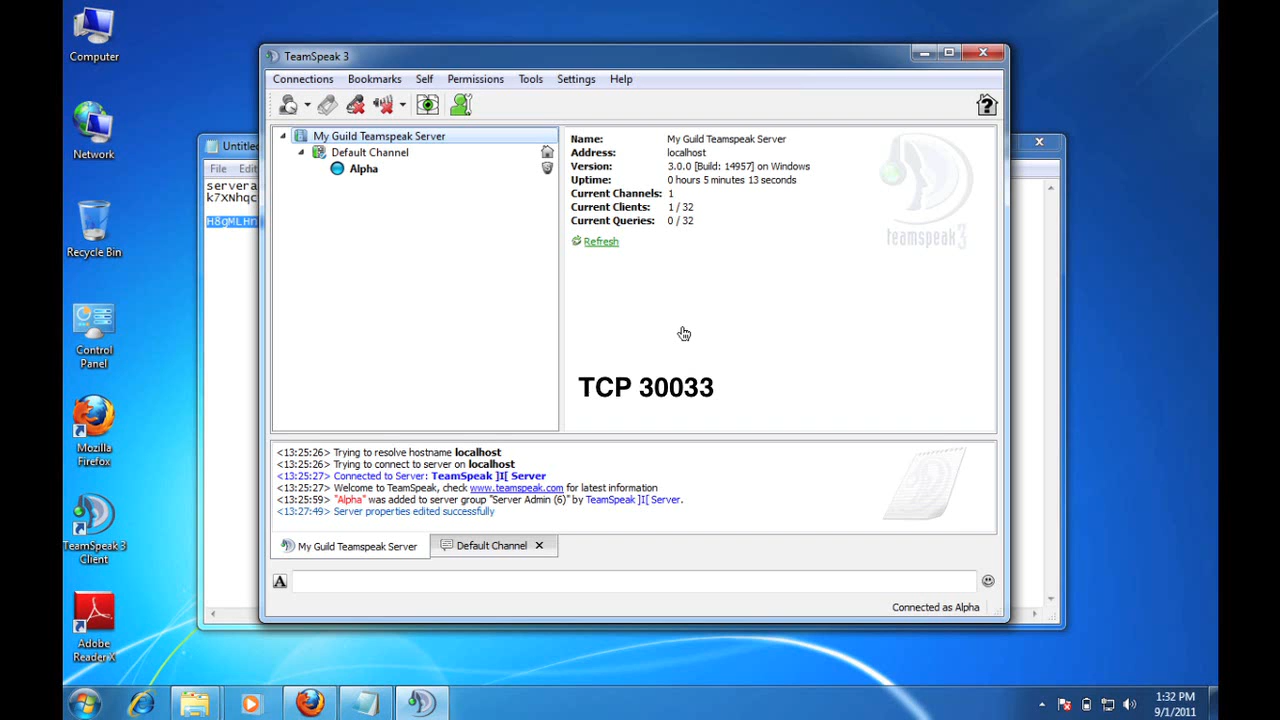 Computer
Network
Recycle Bin
Control
Panel
Mozilla
Firefox
TeamSpeak 3
Client
Adobe
Reader X
Untitle
File Edit
servera
k7XNhqc
H8gMLHn
TeamSpeak 3
Connections Bookmarks Self Permissions Tools Settings Help
My Guild Teamspeak Server
Default Channel
Alpha
Name: My Guild Teamspeak Server
Address: localhost
Version: 3.0.0 [Build: 14957] on Windows
Uptime: 0 hours 5 minutes 13 seconds
Current Channels: 1
Current Clients: 1 / 32
Current Queries: 0 / 32
Refresh
teamspeak3
TCP 30033
<13:25:26> Trying to resolve hostname localhost
<13:25:26> Trying to connect to server on localhost
<13:25:27> Connected to Server: TeamSpeak ]I[ Server
<13:25:27> Welcome to TeamSpeak, check www.teamspeak.com for latest information
<13:25:59> "Alpha" was added to server group "Server Admin (6)" by TeamSpeak ]I[ Server.
<13:27:49> Server properties edited successfully
My Guild Teamspeak Server Default Channel
A
Connected as Alpha
1:32 PM
9/1/2011